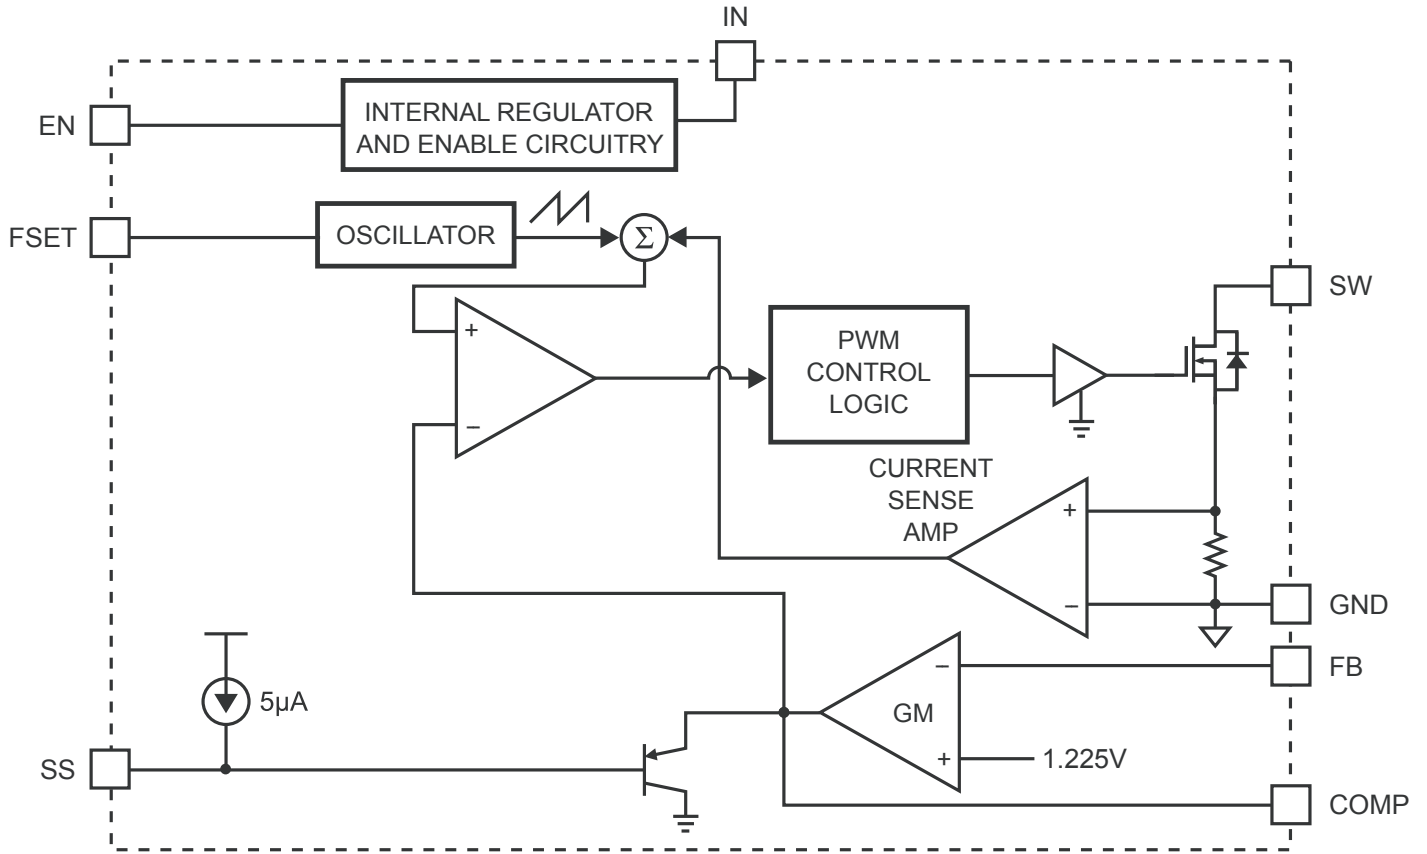 IN
EN
INTERNAL REGULATOR
AND ENABLE CIRCUITRY
FSET
OSCILLATOR
Σ
SW
+
−
PWM
CONTROL
LOGIC
CURRENT
SENSE
AMP
+
−
GND
FB
−
GM
+
1.225V
5µA
SS
COMP